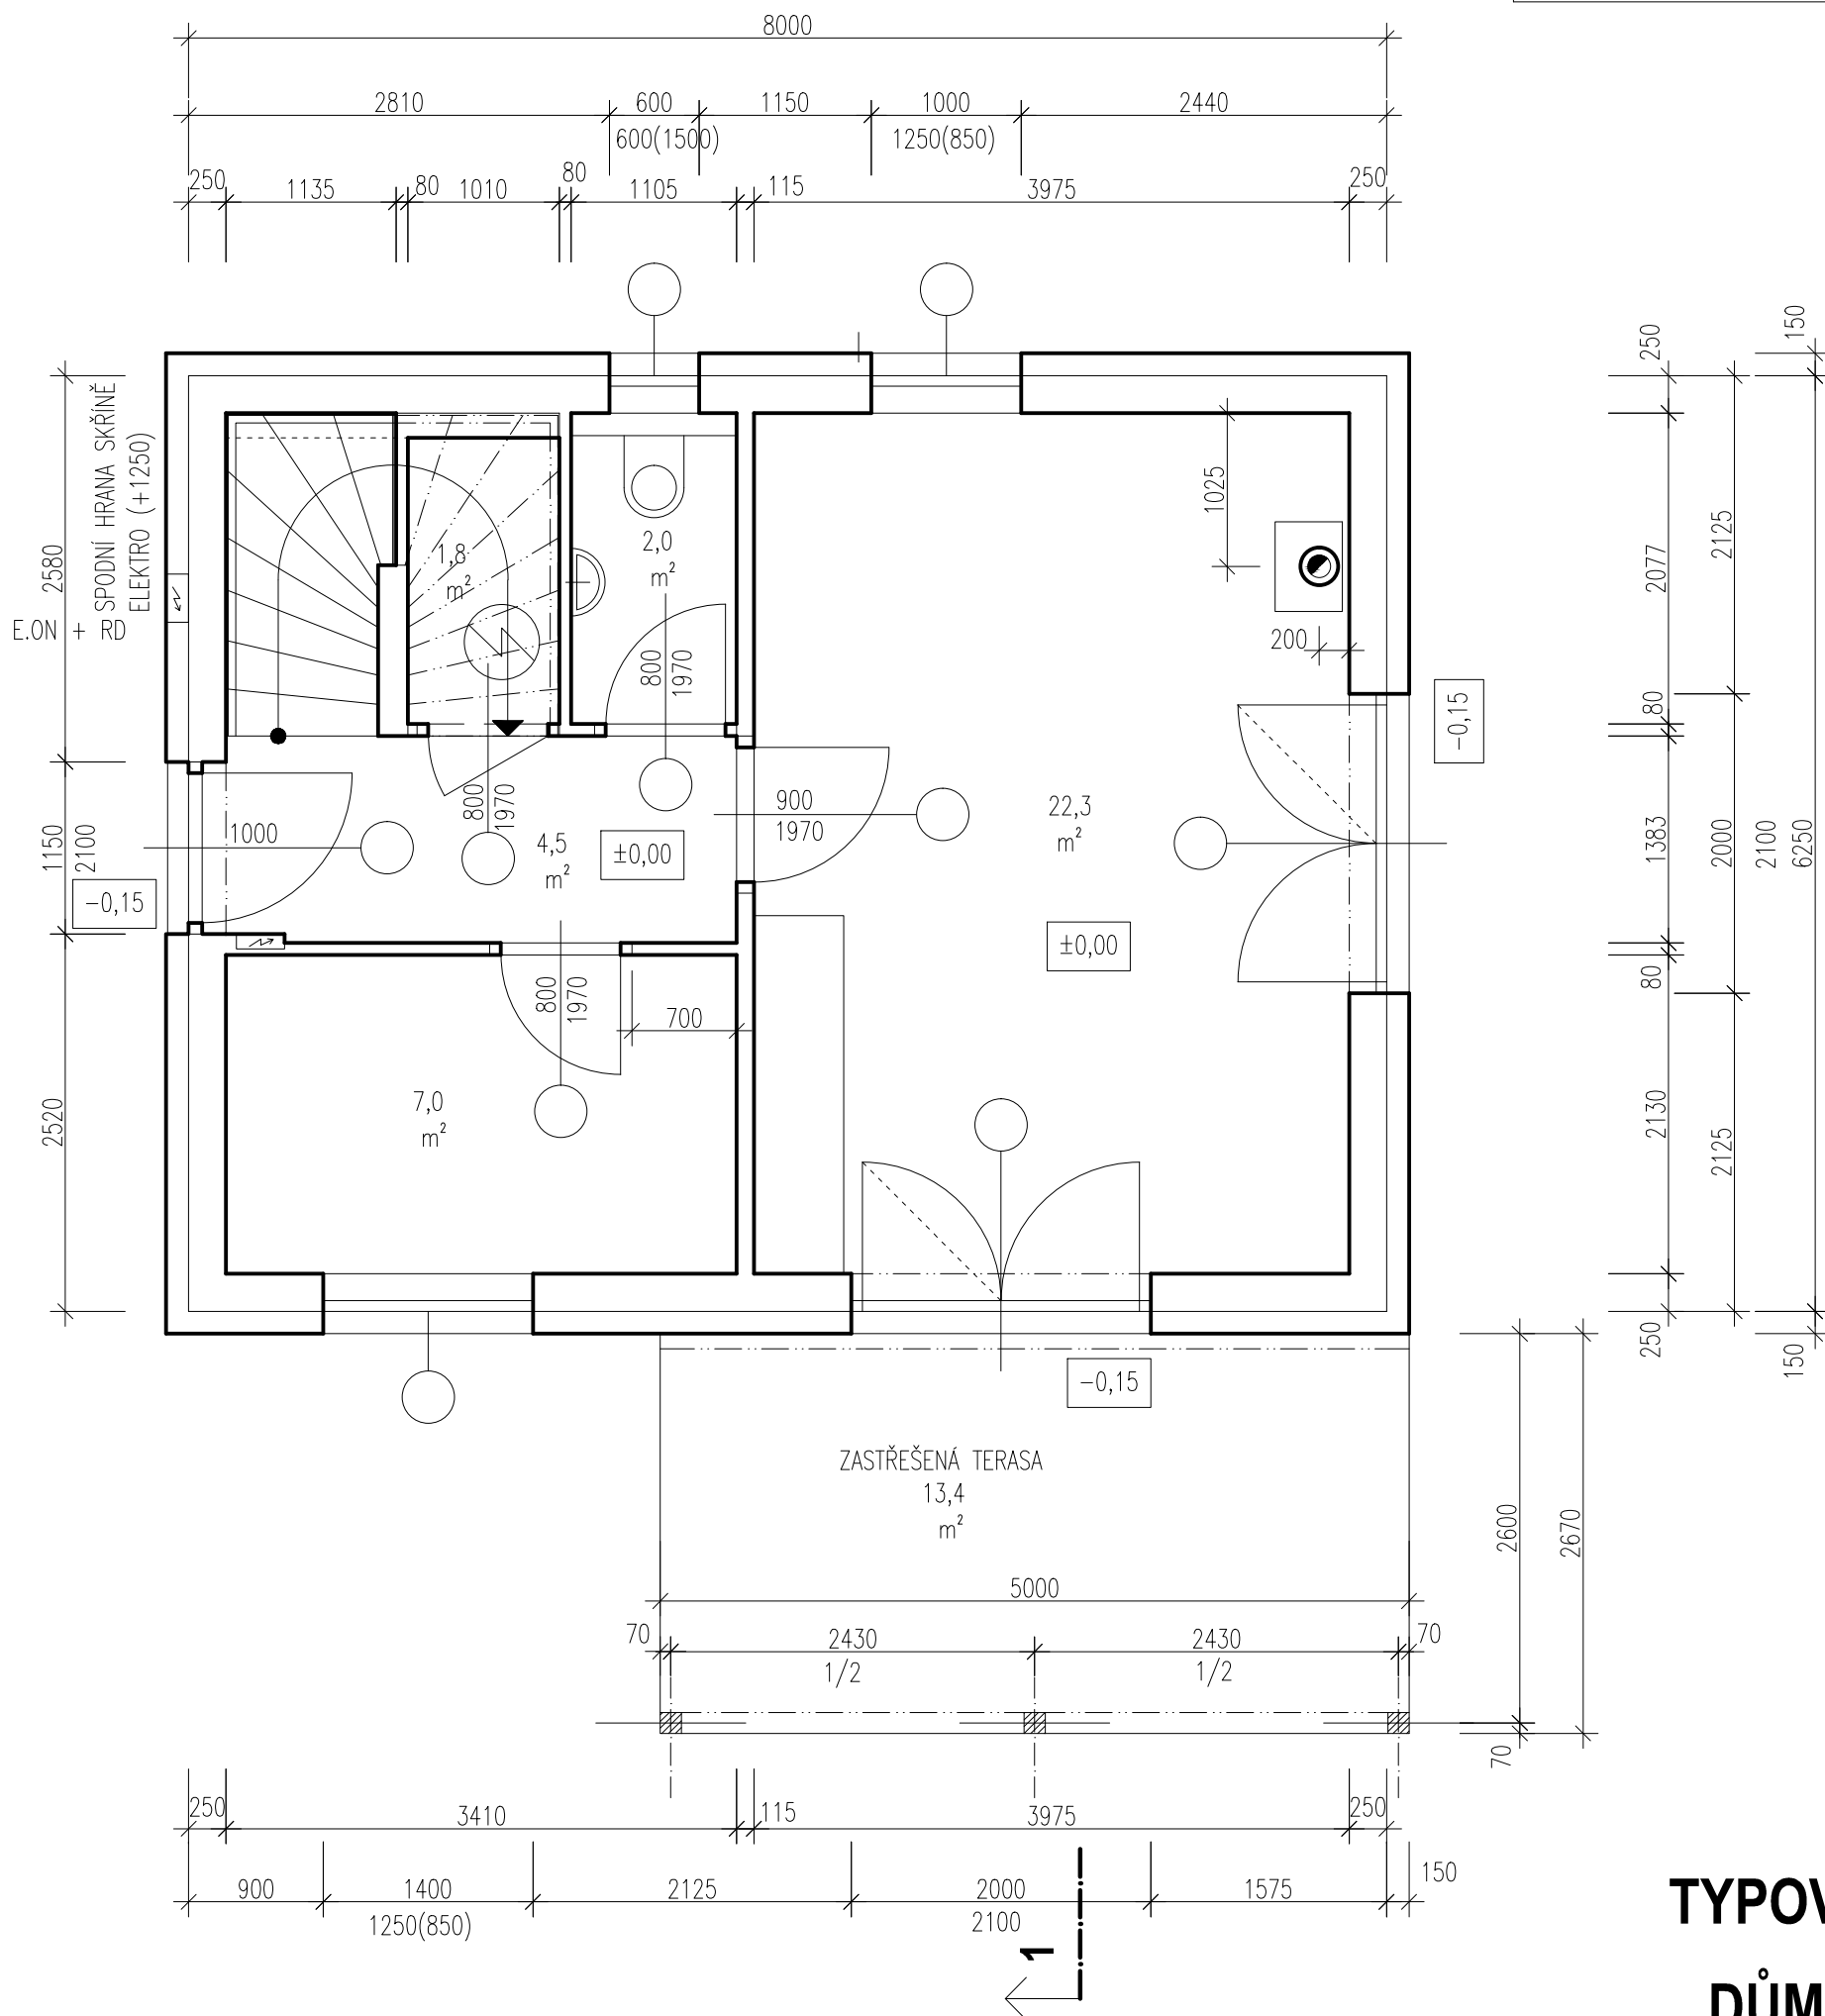 8000
2810 600 1150 1000 2440
600(1500) 1250(850)
250 1135 80 1010 80 1105 115 3975 250
SPODNÍ HRANA SKŘÍNĚ
ELEKTRO (+1250)
E.ON + RD
2580
1150
2100
2520
-0,15
1,8
m²
2,0
m²
800
1970
800
1970
1000
4,5
m²
±0,00
900
1970
22,3
m²
±0,00
1025
200
-0,15
800
1970
700
7,0
m²
250
2077
80
1383
80
2130
250
2125
2000
2100
2125
150
6250
150
-0,15
ZASTŘEŠENÁ TERASA
13,4
m²
5000
70 2430 2430 70
1/2 1/2
2600
2670
70
250 3410 115 3975 250
900 1400 2125 2000 1575 150
1250(850) 2100
1
TYPOV
DŮM